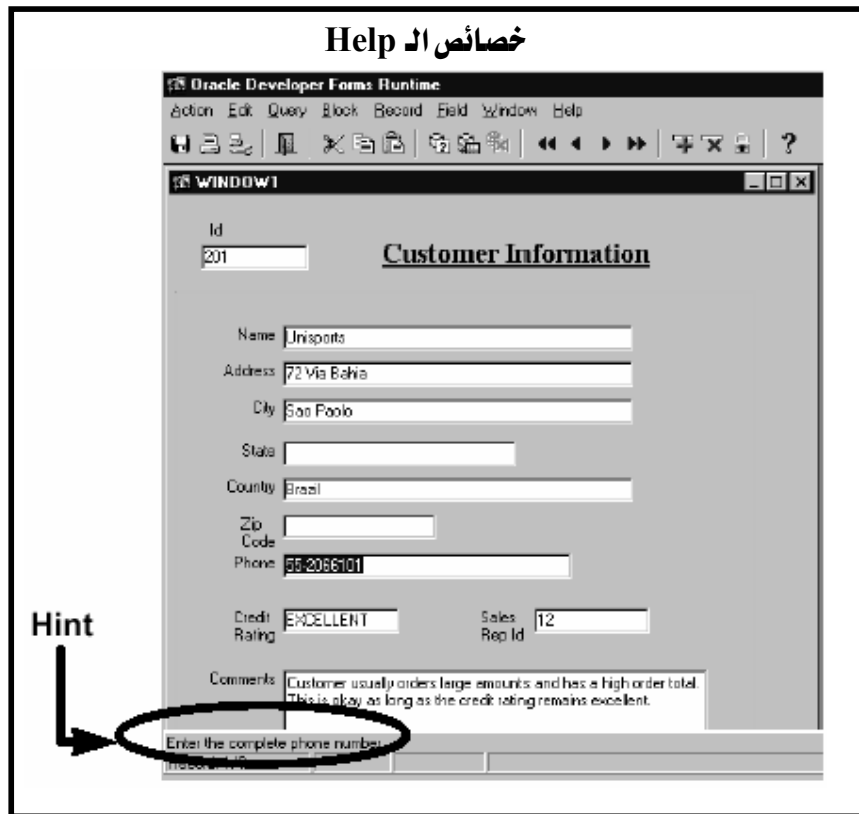 خصائص الـ Help
Oracle Developer Forms Runtime
Action Edit Query Block Record Field Window Help
WINDOW1
Id
201
Customer Information
Name Unisports
Address 72 Via Bahia
City Sao Paolo
State
Country Brazil
Zip
Code
Phone 55-2066101
Credit
Rating
EXCELLENT
Sales
Rep Id
12
Hint
Comments
Customer usually orders large amounts and has a high order total.
This is okay as long as the credit rating remains excellent.
Enter the complete phone number